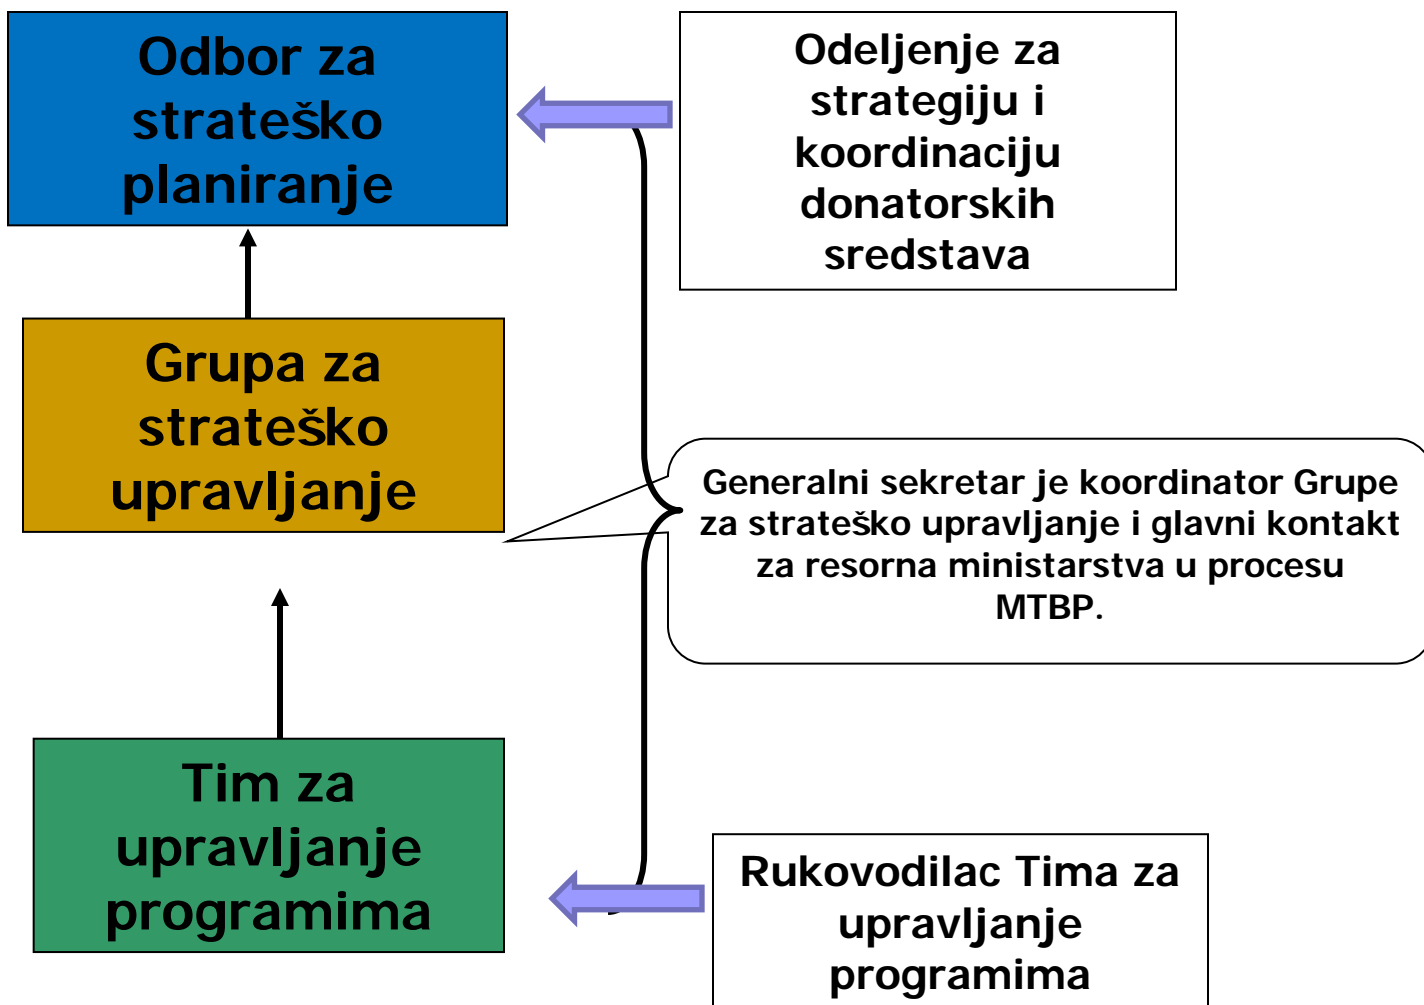 Odbor za
strateško
planiranje
Odeljenje za
strategiju i
koordinaciju
donatorskih
sredstava
Grupa za
strateško
upravljanje
Generalni sekretar je koordinator Grupe
za strateško upravljanje i glavni kontakt
za resorna ministarstva u procesu
MTBP.
Tim za
upravljanje
programima
Rukovodilac Tima za
upravljanje
programima